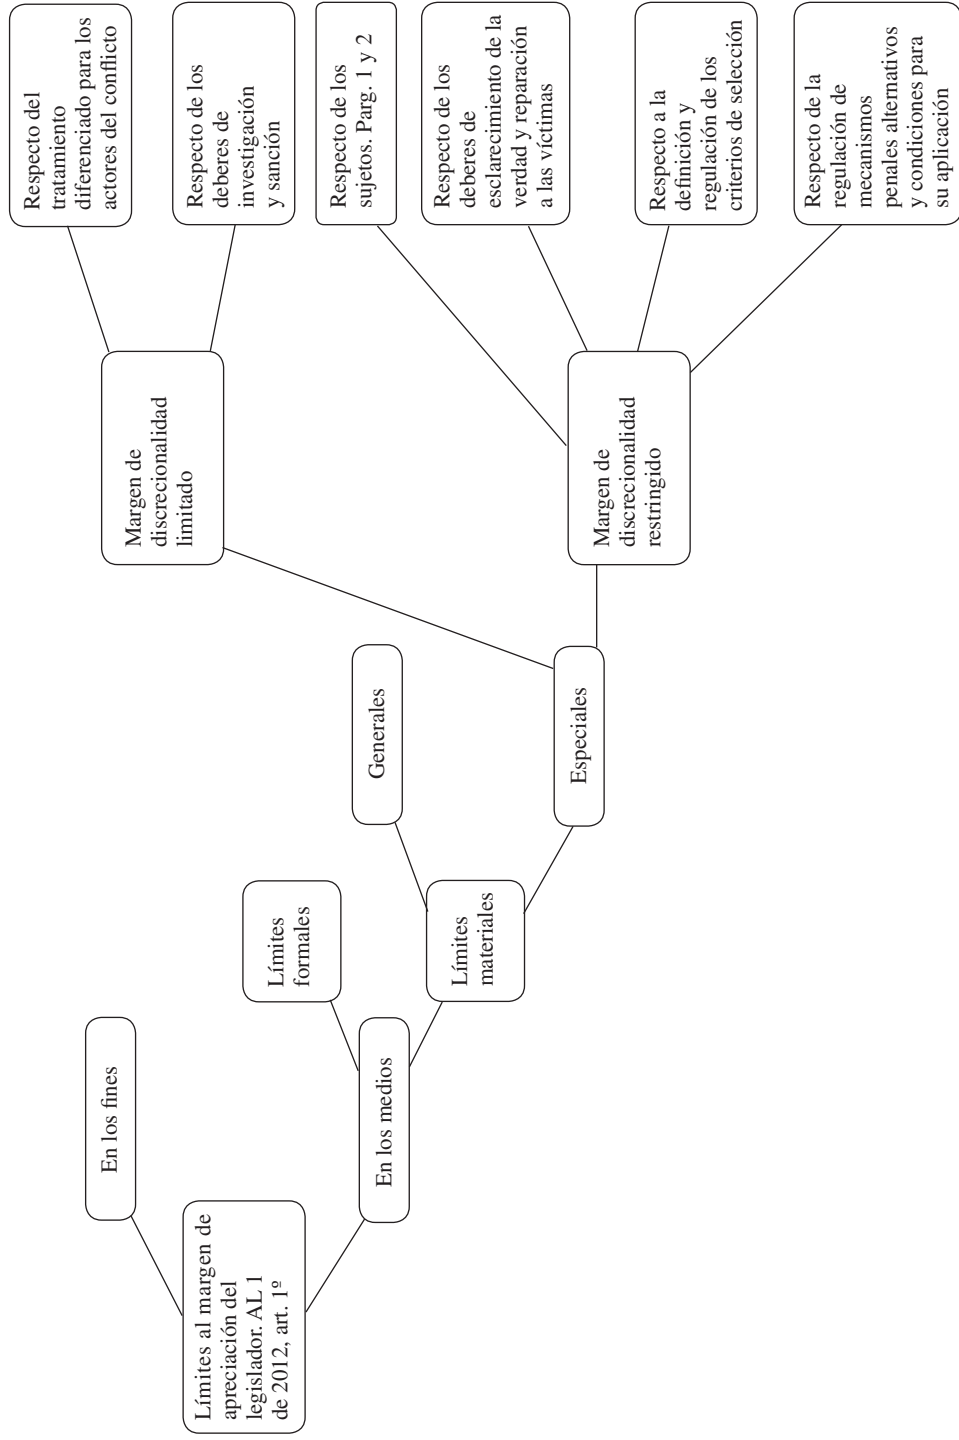 Límites al margen de
apreciación del
legislador. AL 1
de 2012, art. 1º
En los fines
En los medios
Límites
formales
Límites
materiales
Generales
Especiales
Margen de
discrecionalidad
limitado
Margen de
discrecionalidad
restringido
Respecto del
tratamiento
diferenciado para los
actores del conflicto
Respecto de los
deberes de
investigación
y sanción
Respecto de los
sujetos. Parg. 1 y 2
Respecto de los
deberes de
esclarecimiento de la
verdad y reparación
a las víctimas
Respecto a la
definición y
regulación de los
criterios de selección
Respecto de la
regulación de
mecanismos
penales alternativos
y condiciones para
su aplicación